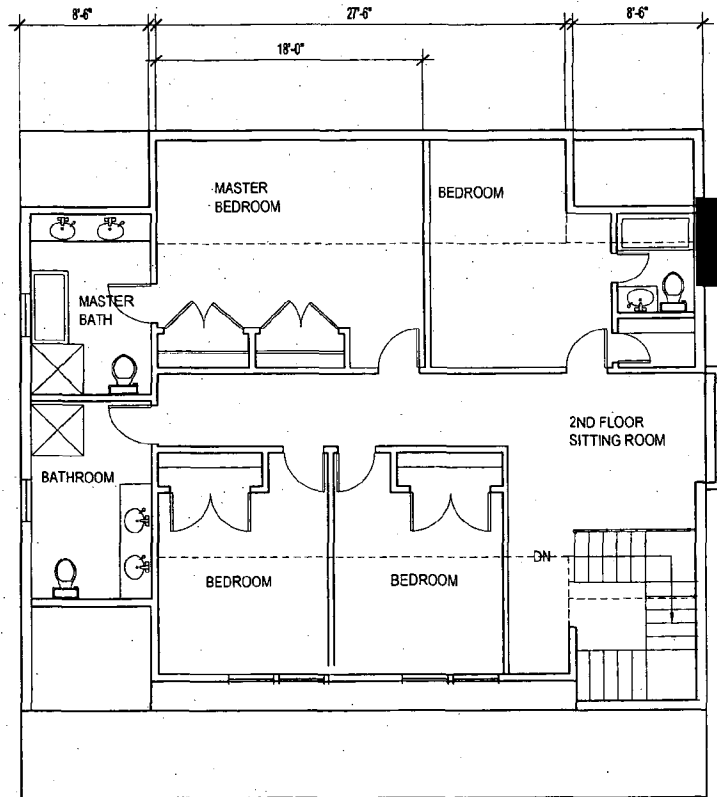 8'-6"
27'-6"
8'-6"
18'-0"
MASTER
BEDROOM
BEDROOM
MASTER
BATH
2ND FLOOR
SITTING ROOM
BATHROOM
DN
BEDROOM
BEDROOM